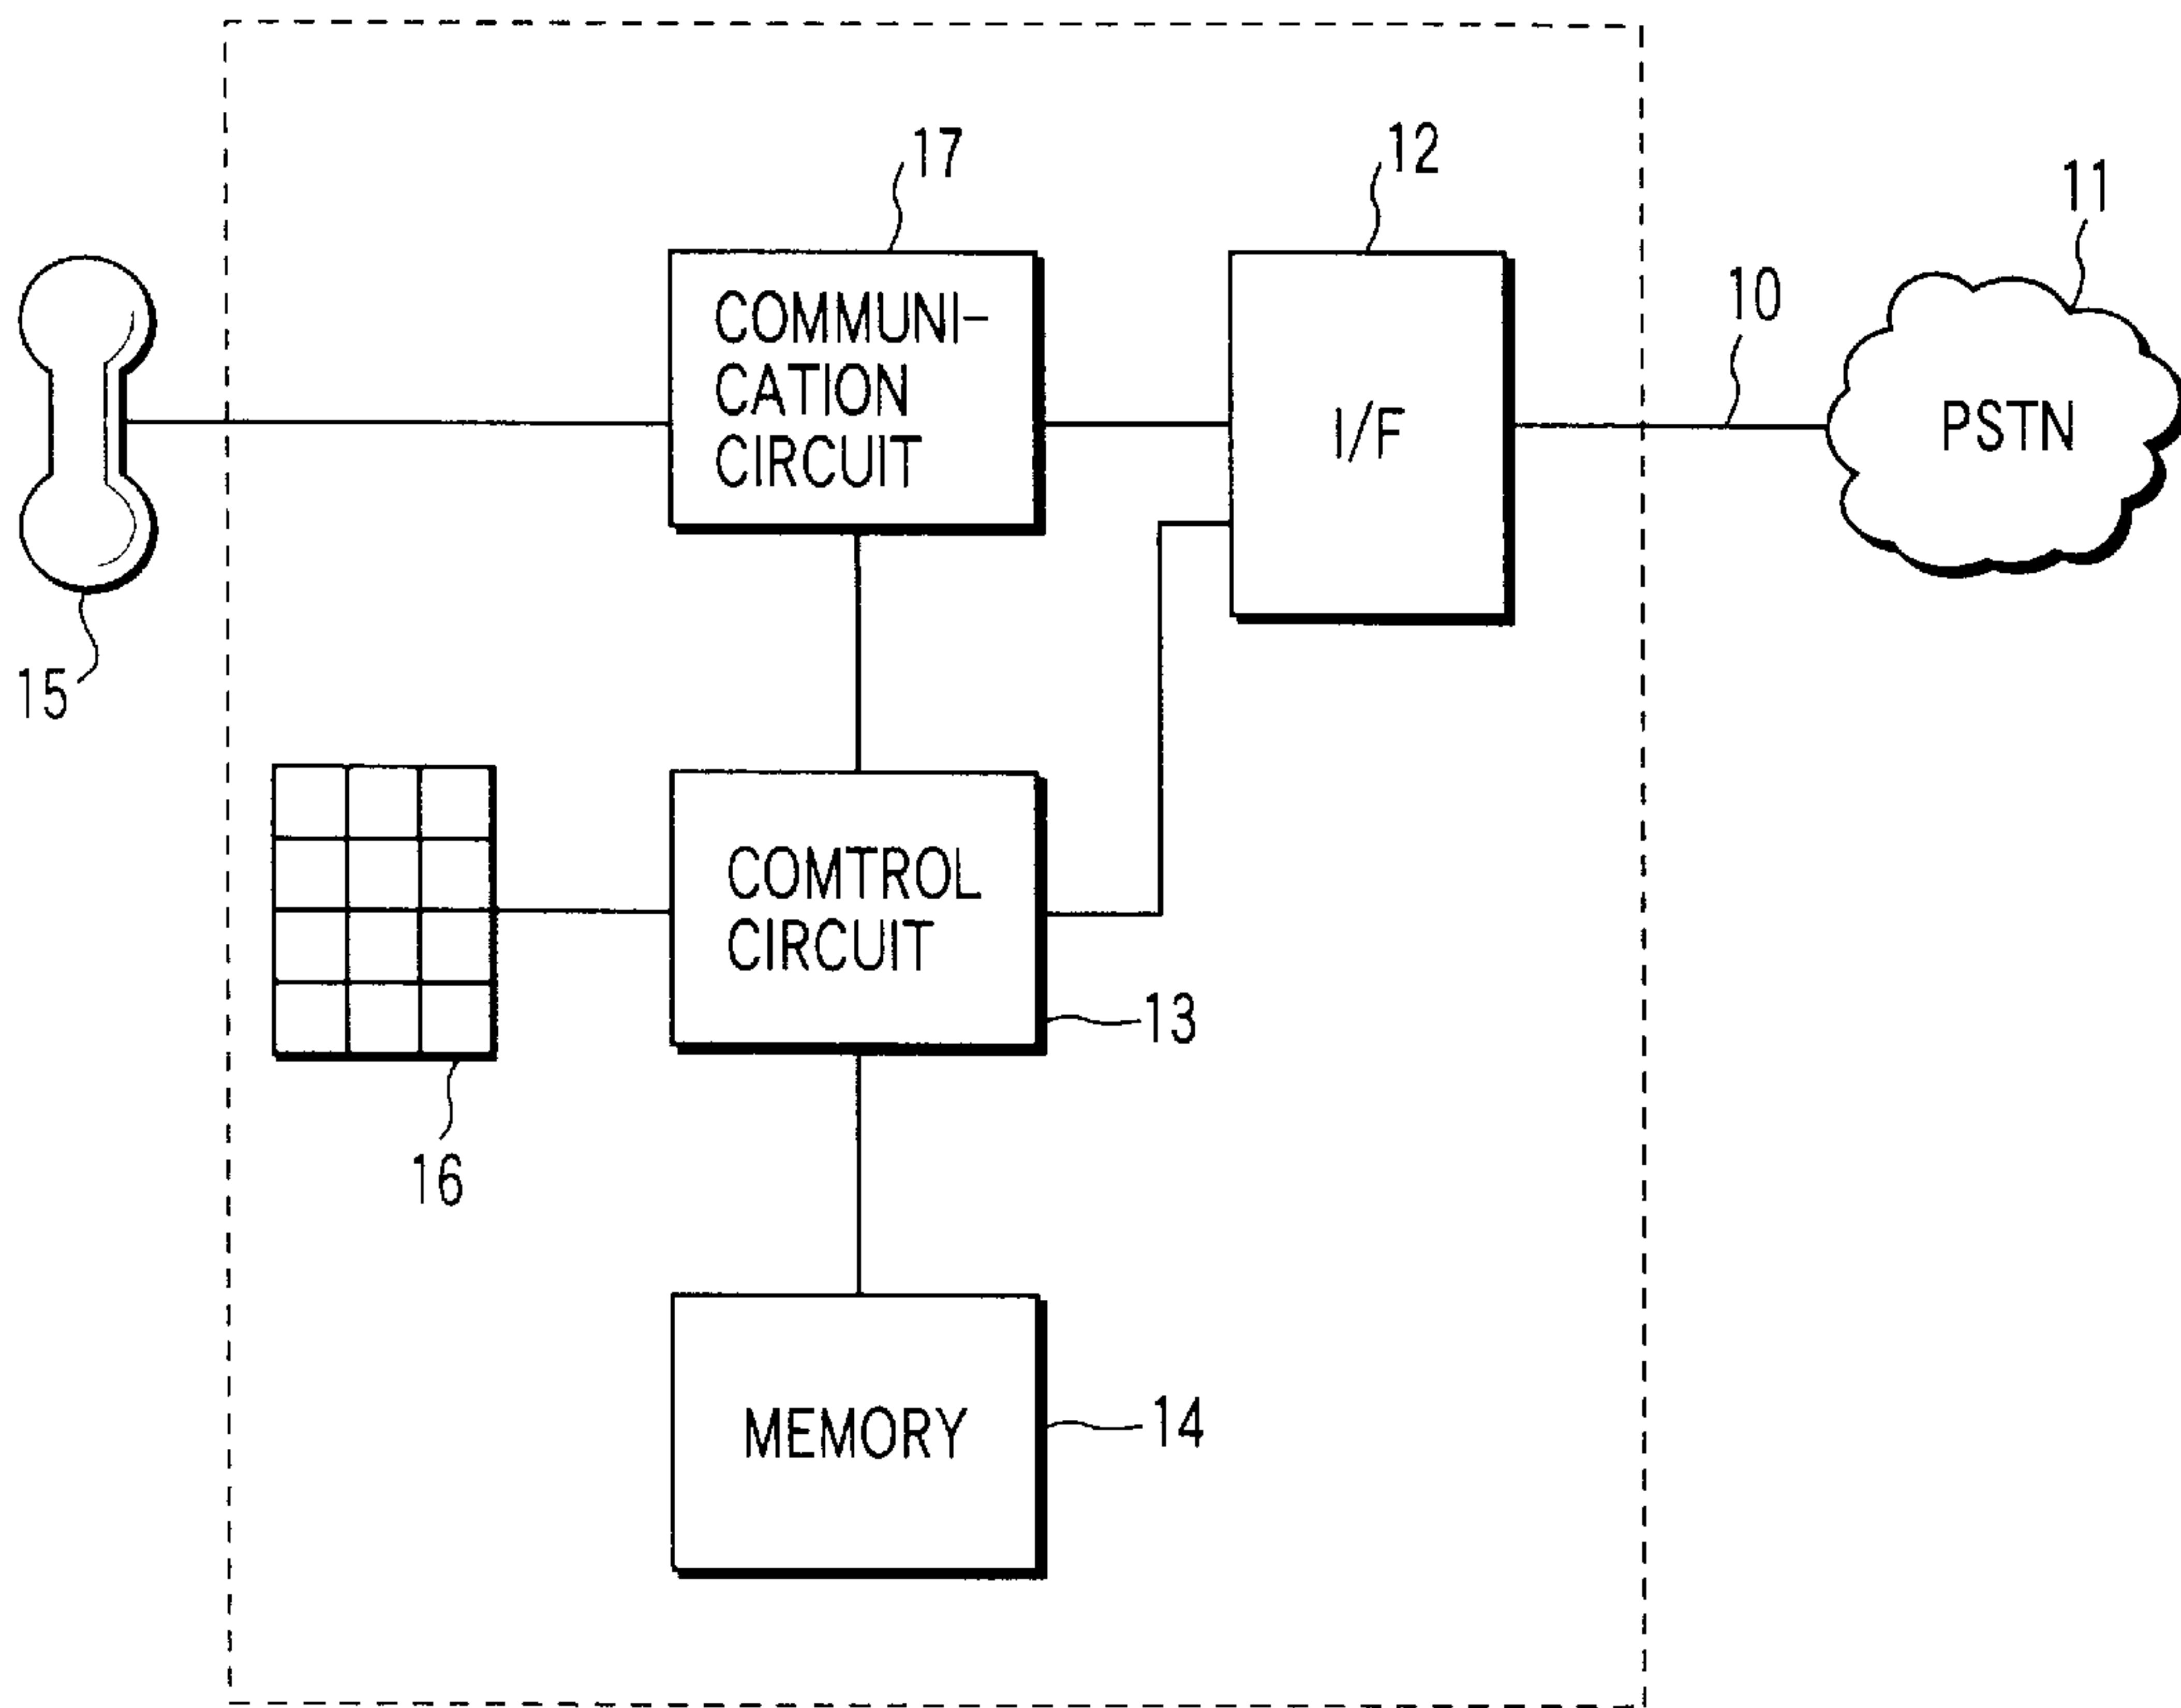 17
12
11
10
COMMUNI-
CATION
CIRCUIT
I/F
PSTN
15
COMTROL
CIRCUIT
13
16
MEMORY
14